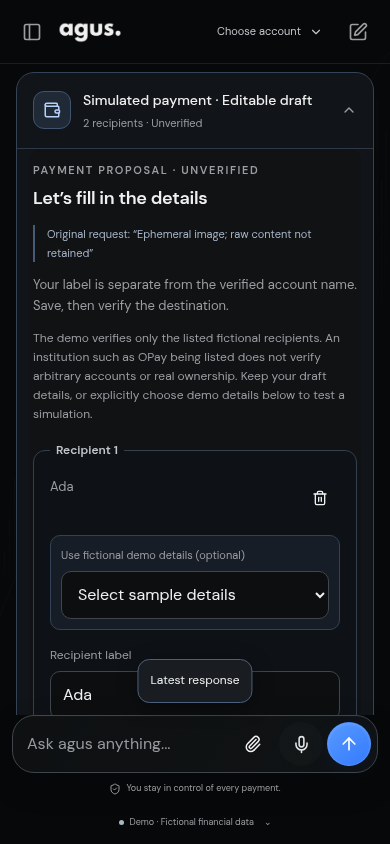 agus.
Choose account
Simulated payment · Editable draft
2 recipients · Unverified
PAYMENT PROPOSAL · UNVERIFIED
Let’s fill in the details
Original request: “Ephemeral image; raw content not
retained”
Your label is separate from the verified account name.
Save, then verify the destination.
The demo verifies only the listed fictional recipients. An
institution such as OPay being listed does not verify
arbitrary accounts or real ownership. Keep your draft
details, or explicitly choose demo details below to test a
simulation.
Recipient 1
Ada
Use fictional demo details (optional)
Select sample details
Recipient label
Latest response
Ada
Ask agus anything...
You stay in control of every payment.
Demo · Fictional financial data